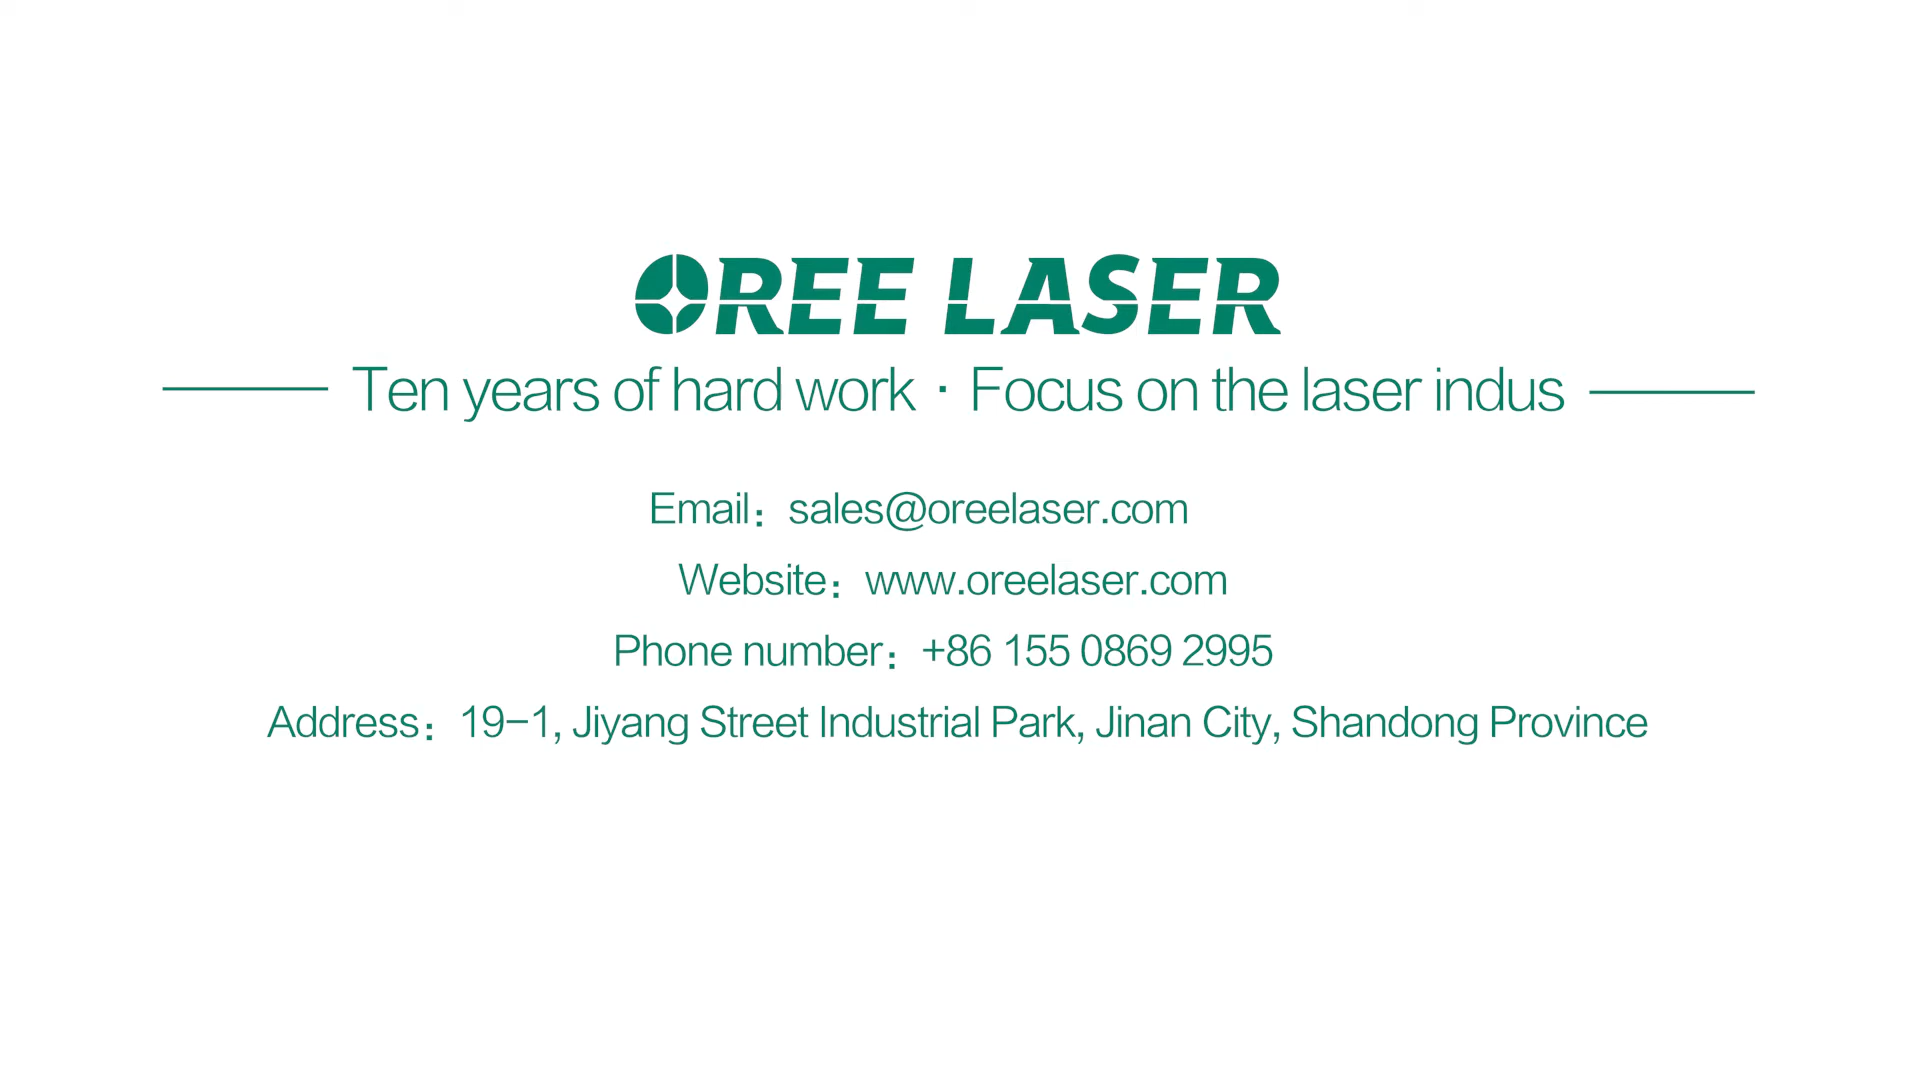 OREE LASER
Ten years of hard work · Focus on the laser indus
Email：sales@oreelaser.com
Website：www.oreelaser.com
Phone number：+86 155 0869 2995
Address：19-1, Jiyang Street Industrial Park, Jinan City, Shandong Province